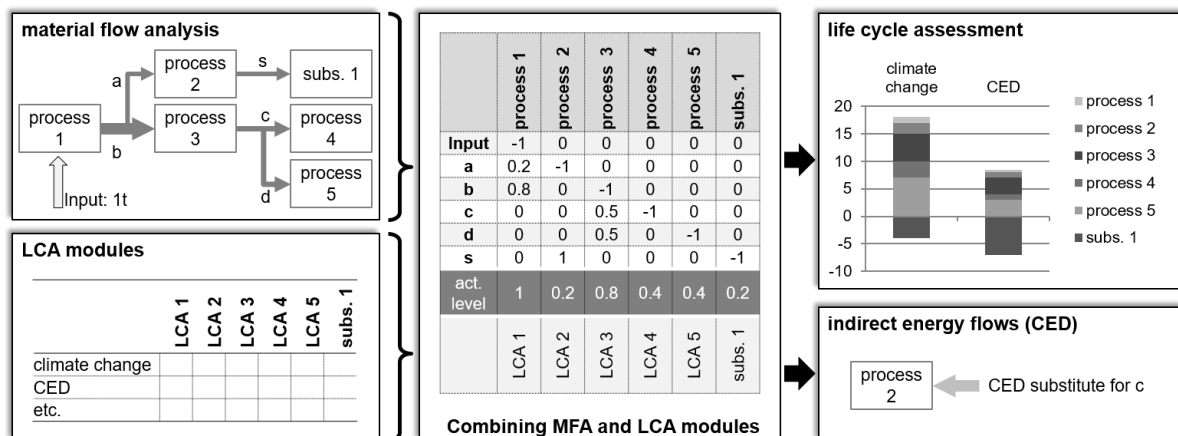 material flow analysis
process
1
a
b
process
2
process
3
s
c
d
subs. 1
process
4
process
5
Input: 1t
LCA modules
LCA 1
LCA 2
LCA 3
LCA 4
LCA 5
subs. 1
climate change
CED
etc.
process 1
process 2
process 3
process 4
process 5
subs. 1
Input -1 0 0 0 0 0
a 0.2 -1 0 0 0 0
b 0.8 0 -1 0 0 0
c 0 0 0.5 -1 0 0
d 0 0 0.5 0 -1 0
s 0 1 0 0 0 -1
act.
level 1 0.2 0.8 0.4 0.4 0.2
LCA 1
LCA 2
LCA 3
LCA 4
LCA 5
subs. 1
Combining MFA and LCA modules
life cycle assessment
climate
change
CED
20
15
10
5
0
-5
-10
process 1
process 2
process 3
process 4
process 5
subs. 1
indirect energy flows (CED)
process
2
CED substitute for c